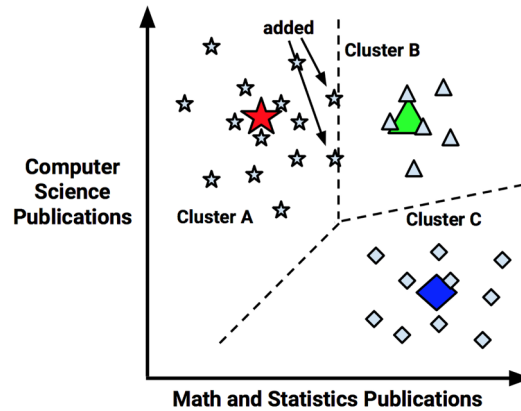 added
Cluster B
Computer
Science
Publications
Cluster A
Cluster C
Math and Statistics Publications